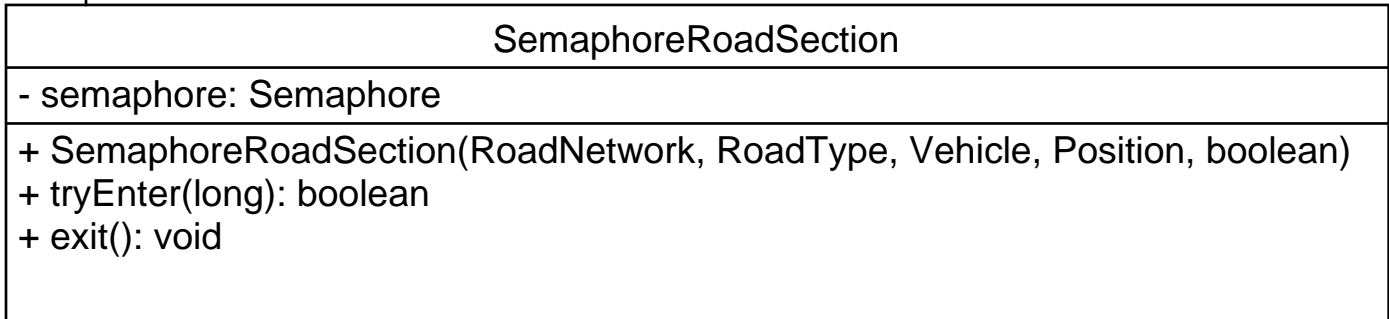 SemaphoreRoadSection
- semaphore: Semaphore
+ SemaphoreRoadSection(RoadNetwork, RoadType, Vehicle, Position, boolean)
+ tryEnter(long): boolean
+ exit(): void